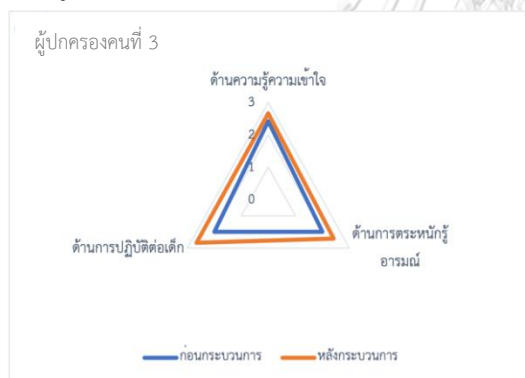 ผู้ปกครองคนที่ 3
ด้านความรู้ความเข้าใจ
3
2
1
0
ด้านการปฏิบัติต่อเด็ก
ด้านการตระหนักรู้
อารมณ์
ก่อนกระบวนการ
หลังกระบวนการ